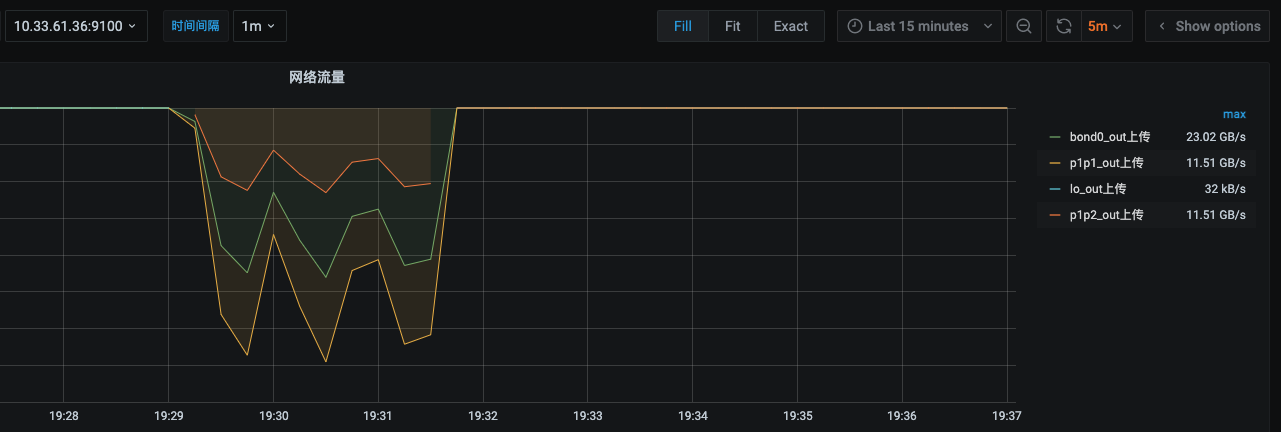 10.33.61.36:9100 时间间隔 1m Fill Fit Exact Last 15 minutes 5m Show options
网络流量
max
bond0_out上传 23.02 GB/s
p1p1_out上传 11.51 GB/s
lo_out上传 32 kB/s
p1p2_out上传 11.51 GB/s
19:28 19:29 19:30 19:31 19:32 19:33 19:34 19:35 19:36 19:37